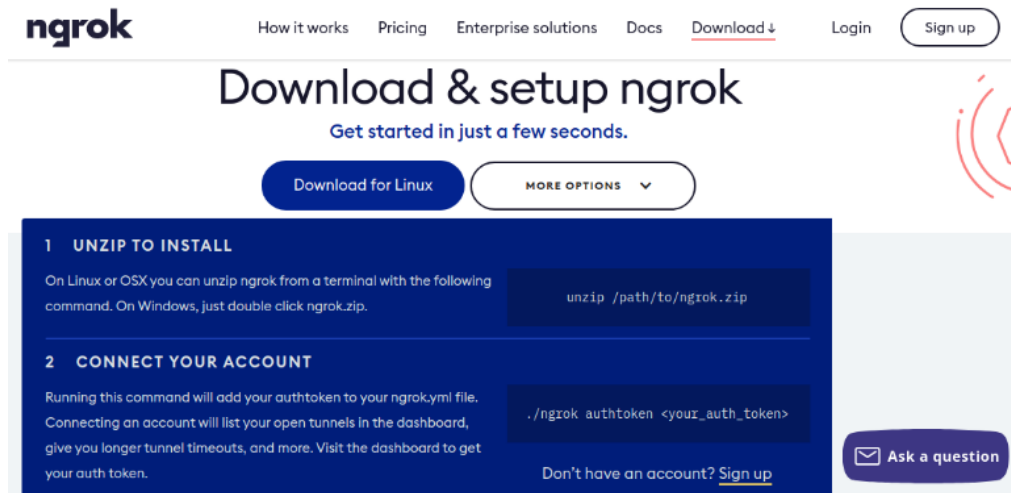 ngrok
How it works Pricing Enterprise solutions Docs Download↓ Login Sign up
Download & setup ngrok
Get started in just a few seconds.
Download for Linux
MORE OPTIONS
1 UNZIP TO INSTALL
On Linux or OSX you can unzip ngrok from a terminal with the following
command. On Windows, just double click ngrok.zip.
unzip /path/to/ngrok.zip
2 CONNECT YOUR ACCOUNT
Running this command will add your authtoken to your ngrok.yml file.
Connecting an account will list your open tunnels in the dashboard,
give you longer tunnel timeouts, and more. Visit the dashboard to get
your auth token.
./ngrok authtoken <your_auth_token>
Don't have an account? Sign up
Ask a question